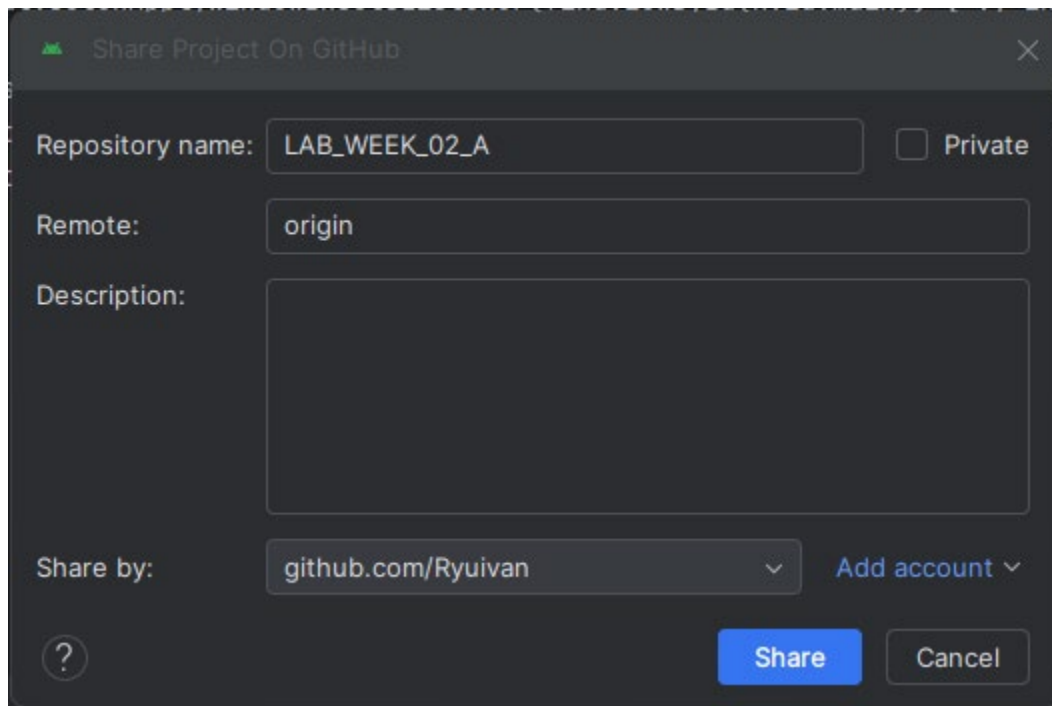 Share Project On GitHub
Repository name: LAB_WEEK_02_A Private
Remote: origin
Description:
Share by: github.com/Ryuivan Add account
? Share Cancel